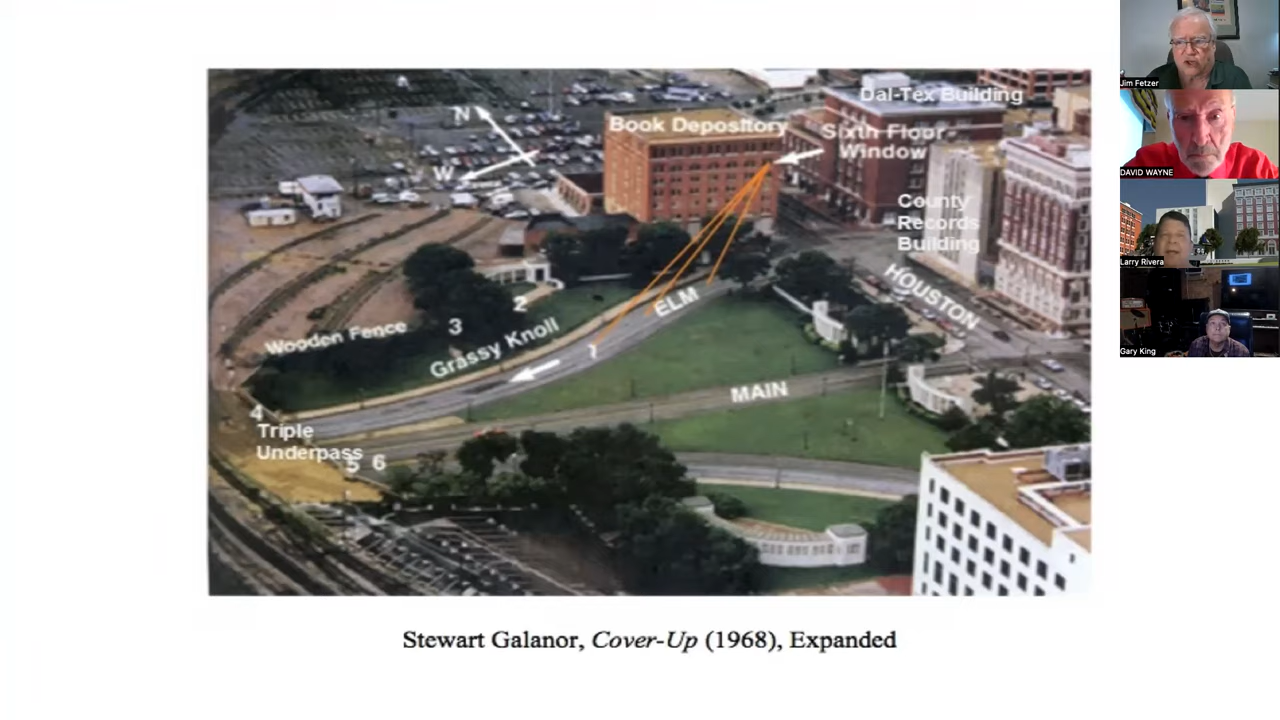 N
W
Book Depository
Dal-Tex Building
Sixth Floor
Window
County
Records
Building
HOUSTON
ELM
2
3
Wooden Fence
Grassy Knoll
1
MAIN
4
Triple
Underpass
5 6
Stewart Galanor, Cover-Up (1968), Expanded
Jim Fetzer
DAVID WAYNE
Larry Rivera
Gary King